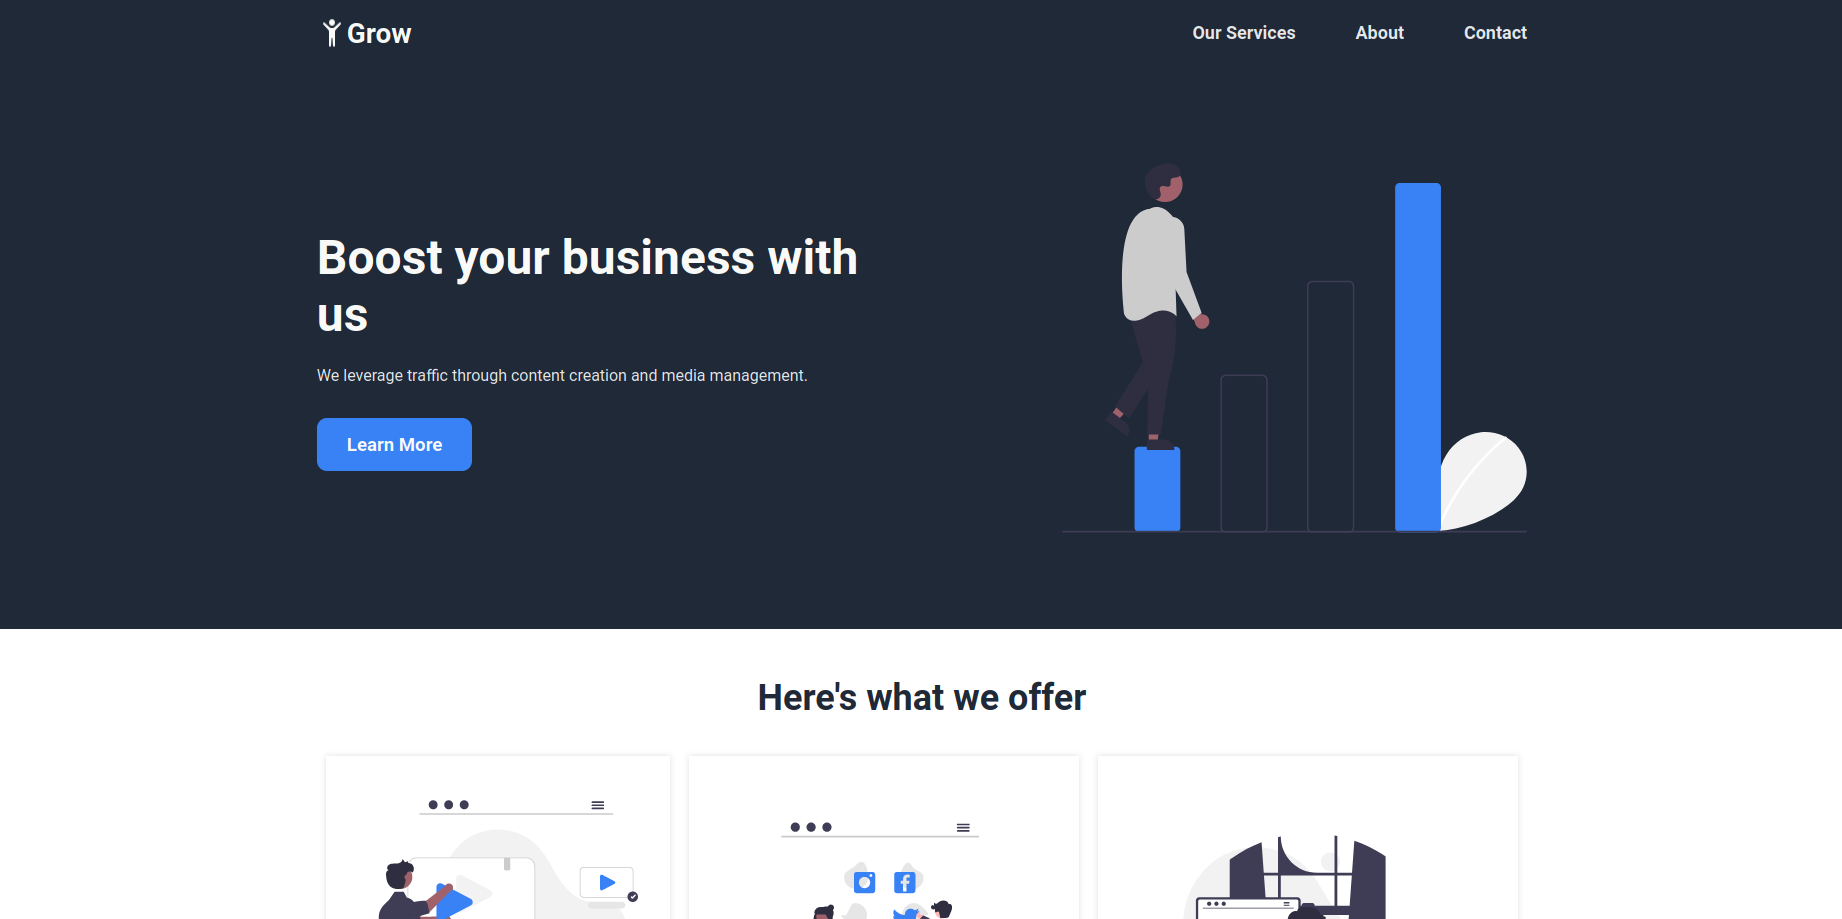 Grow
Our Services
About
Contact
Boost your business with
us
We leverage traffic through content creation and media management.
Learn More
Here's what we offer